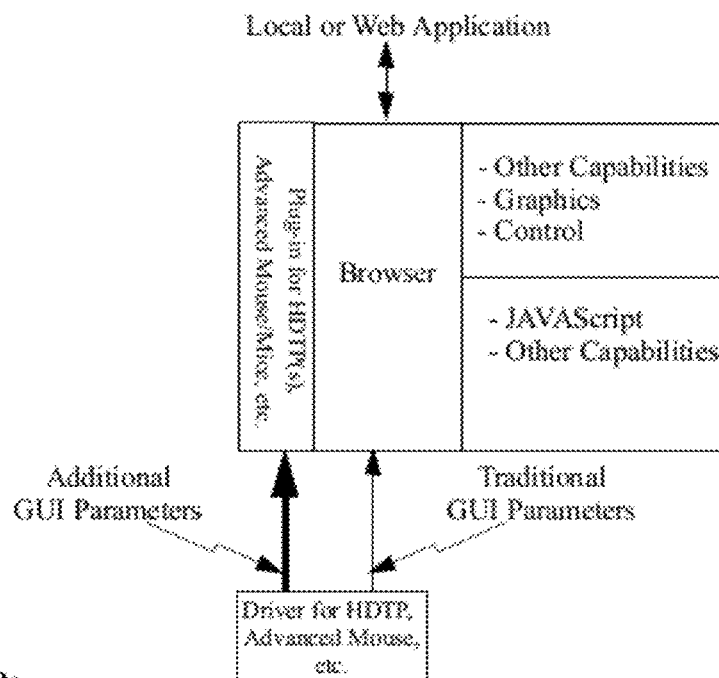 Local or Web Application
Plug-in for HDTP(s),
Advanced Mouse/Mice, etc.
Browser
- Other Capabilities
- Graphics
- Control
- JAVAScript
- Other Capabilities
Additional
GUI Parameters
Traditional
GUI Parameters
Driver for HDTP,
Advanced Mouse,
etc.